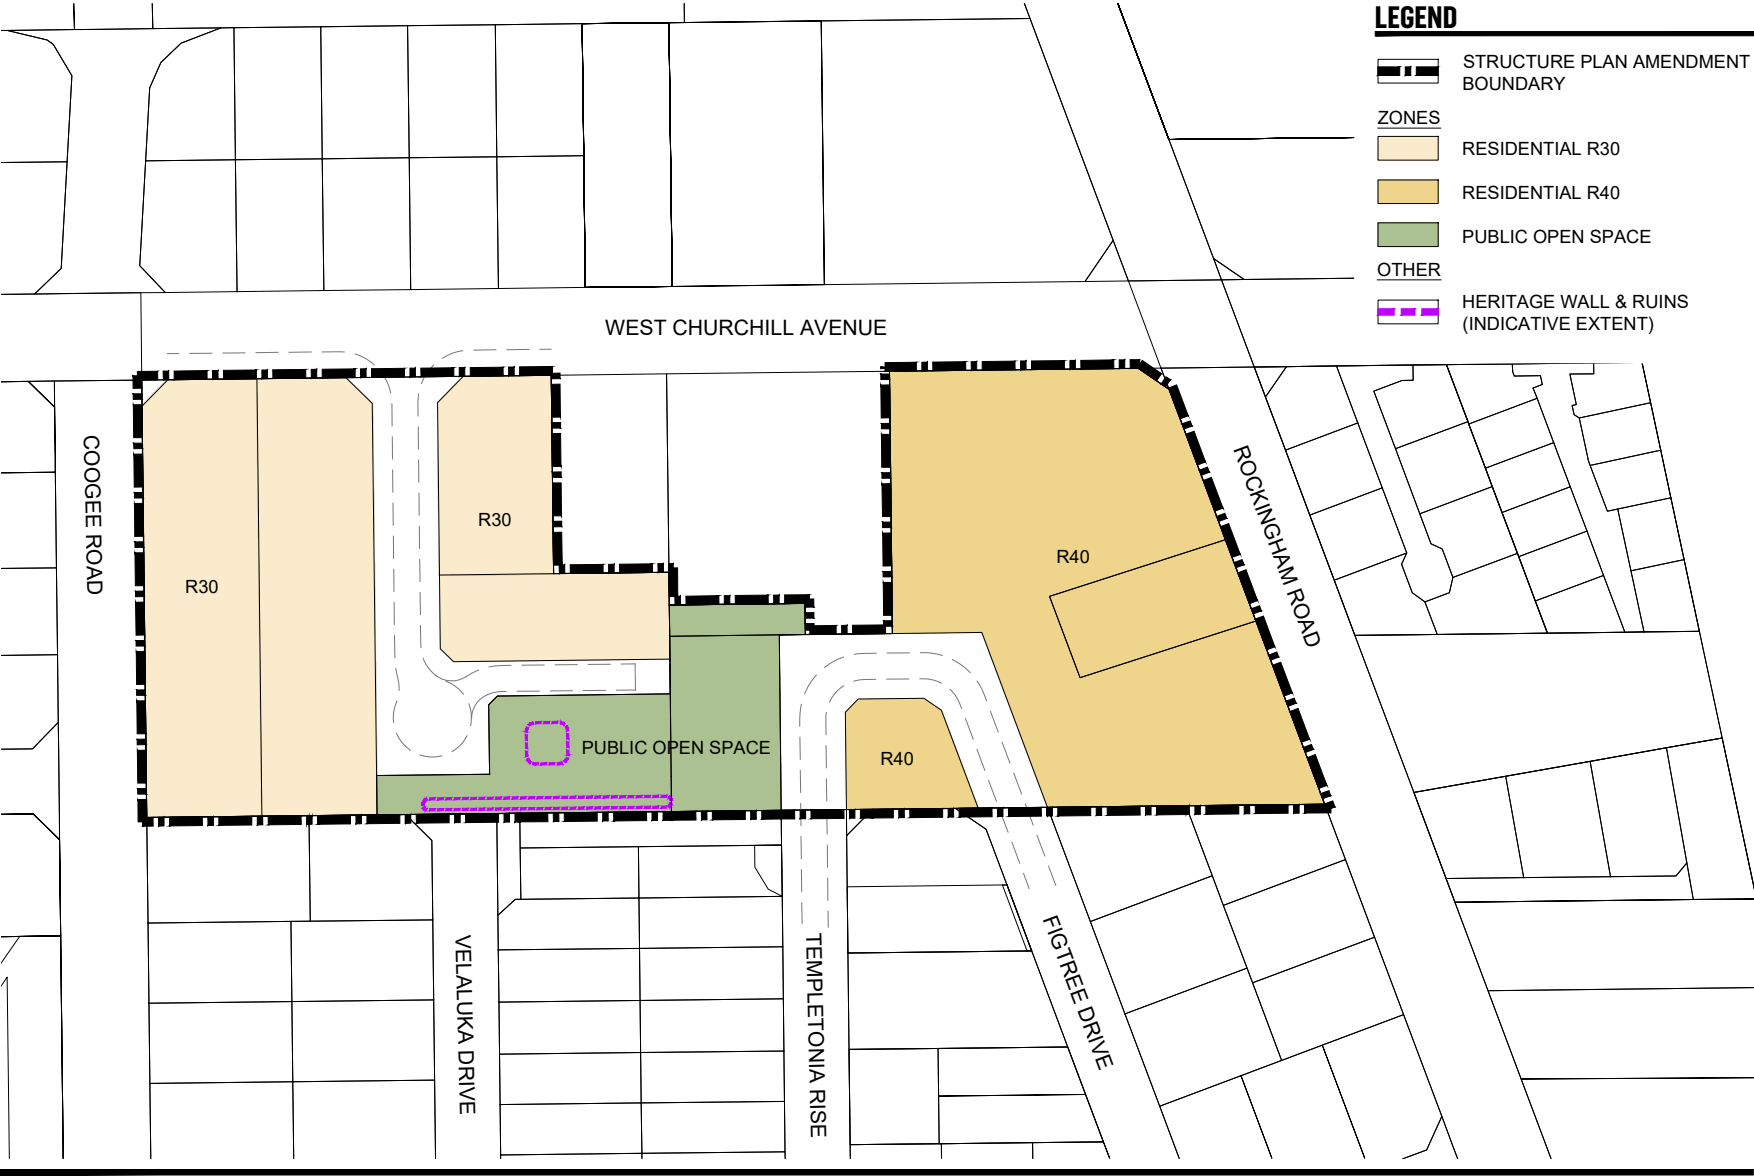 LEGEND
STRUCTURE PLAN AMENDMENT
BOUNDARY
ZONES
RESIDENTIAL R30
RESIDENTIAL R40
PUBLIC OPEN SPACE
OTHER
HERITAGE WALL & RUINS
(INDICATIVE EXTENT)
WEST CHURCHILL AVENUE
COOGEE ROAD
ROCKINGHAM ROAD
R30
R30
R40
PUBLIC OPEN SPACE
R40
VELALUKA DRIVE
TEMPLETONIA RISE
FIGTREE DRIVE